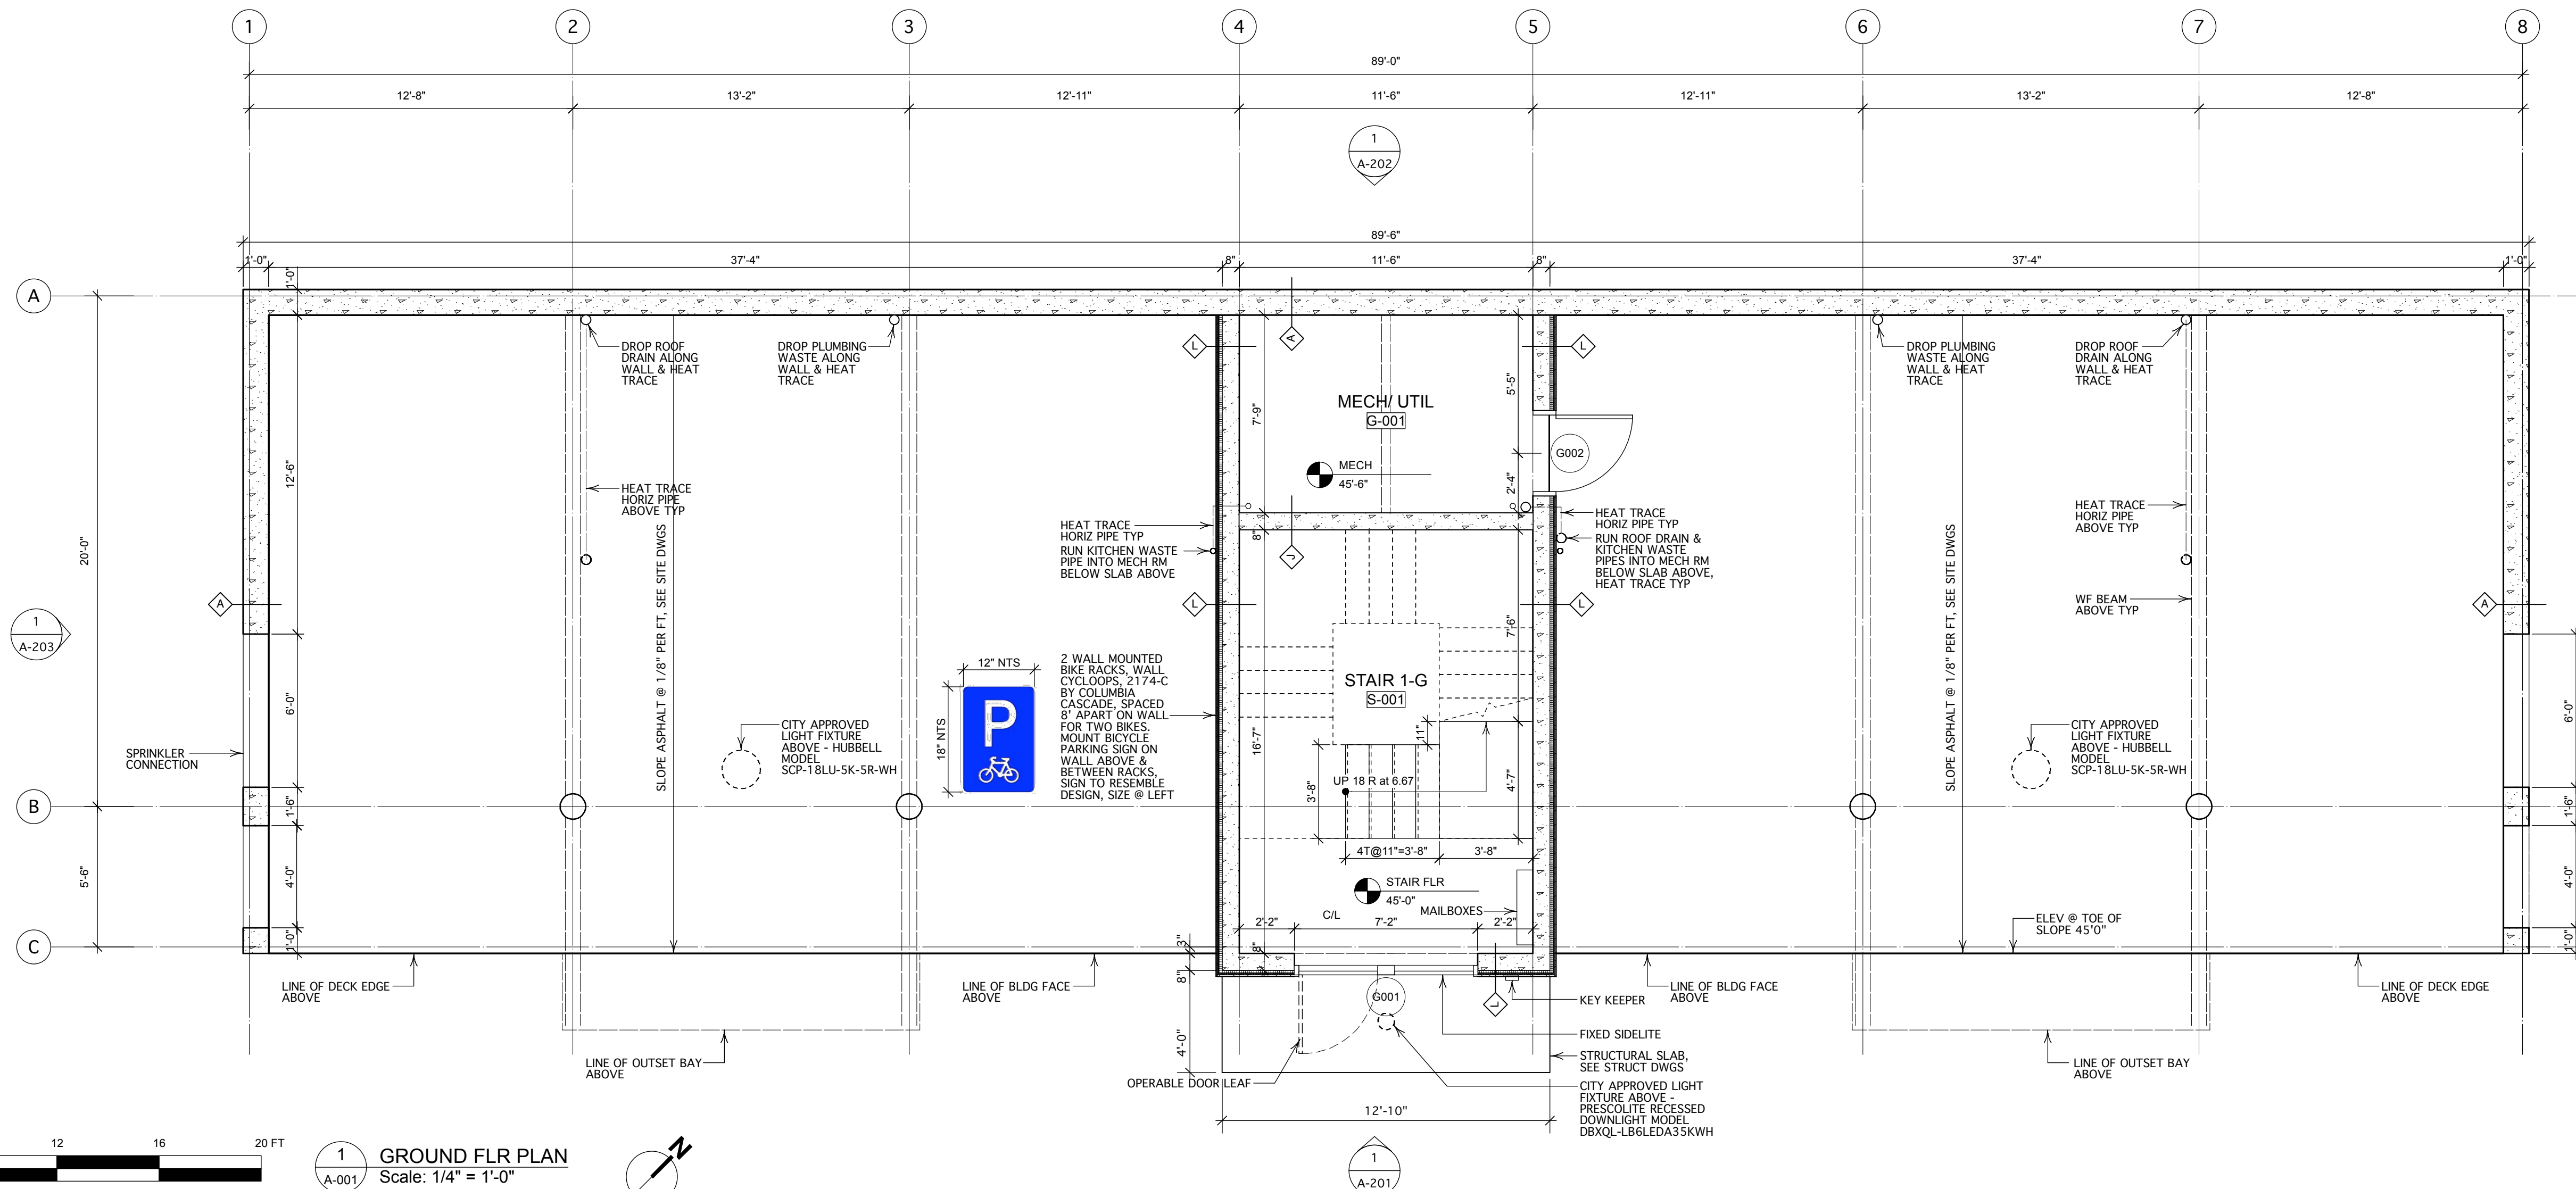 1
2
3
4
5
6
7
8
89'-0"
12'-8"
13'-2"
12'-11"
11'-6"
12'-11"
13'-2"
12'-8"
1
A-202
89'-6"
1'-0"
37'-4"
8"
11'-6"
8"
37'-4"
1'-0"
A
1'-0"
DROP ROOF
DRAIN ALONG
WALL & HEAT
TRACE
DROP PLUMBING
WASTE ALONG
WALL & HEAT
TRACE
L
A
L
DROP PLUMBING
WASTE ALONG
WALL & HEAT
TRACE
DROP ROOF
DRAIN ALONG
WALL & HEAT
TRACE
7'-9"
5'-5"
MECH/ UTIL
G-001
G002
MECH
45'-6"
2'-4"
12'-6"
20'-0"
HEAT TRACE
HORIZ PIPE
ABOVE TYP
SLOPE ASPHALT @ 1/8" PER FT, SEE SITE DWGS
HEAT TRACE
HORIZ PIPE TYP
RUN KITCHEN WASTE
PIPE INTO MECH RM
BELOW SLAB ABOVE
8"
J
HEAT TRACE
HORIZ PIPE TYP
RUN ROOF DRAIN &
KITCHEN WASTE
PIPES INTO MECH RM
BELOW SLAB ABOVE,
HEAT TRACE TYP
SLOPE ASPHALT @ 1/8" PER FT, SEE SITE DWGS
HEAT TRACE
HORIZ PIPE
ABOVE TYP
WF BEAM
ABOVE TYP
A
L
L
A
1
A-203
7'-6"
12" NTS
18" NTS
P
2 WALL MOUNTED
BIKE RACKS, WALL
CYCLOOPS, 2174-C
BY COLUMBIA
CASCADE, SPACED
8' APART ON WALL
FOR TWO BIKES.
MOUNT BICYCLE
PARKING SIGN ON
WALL ABOVE &
BETWEEN RACKS,
SIGN TO RESEMBLE
DESIGN, SIZE @ LEFT
STAIR 1-G
S-001
11"
16'-7"
6'-0"
6'-0"
SPRINKLER
CONNECTION
CITY APPROVED
LIGHT FIXTURE
ABOVE - HUBBELL
MODEL
SCP-18LU-5K-5R-WH
CITY APPROVED
LIGHT FIXTURE
ABOVE - HUBBELL
MODEL
SCP-18LU-5K-5R-WH
UP 18 R at 6.67
3'-8"
4'-7"
B
1'-6"
1'-6"
4T@11"=3'-8"
3'-8"
5'-6"
4'-0"
4'-0"
STAIR FLR
45'-0"
MAILBOXES
C/L
2'-2"
7'-2"
2'-2"
ELEV @ TOE OF
SLOPE 45'0"
C
1'-0"
3"
8"
1'-0"
8"
LINE OF DECK EDGE
ABOVE
LINE OF BLDG FACE
ABOVE
G001
L
KEY KEEPER
LINE OF BLDG FACE
ABOVE
LINE OF DECK EDGE
ABOVE
FIXED SIDELITE
4'-0"
LINE OF OUTSET BAY
ABOVE
OPERABLE DOOR LEAF
STRUCTURAL SLAB,
SEE STRUCT DWGS
LINE OF OUTSET BAY
ABOVE
CITY APPROVED LIGHT
FIXTURE ABOVE -
PRESCOLITE RECESSED
DOWNLIGHT MODEL
DBXQL-LB6LEDA35KWH
12'-10"
12
16
20 FT
1
A-001
GROUND FLR PLAN
Scale: 1/4" = 1'-0"
N
1
A-201